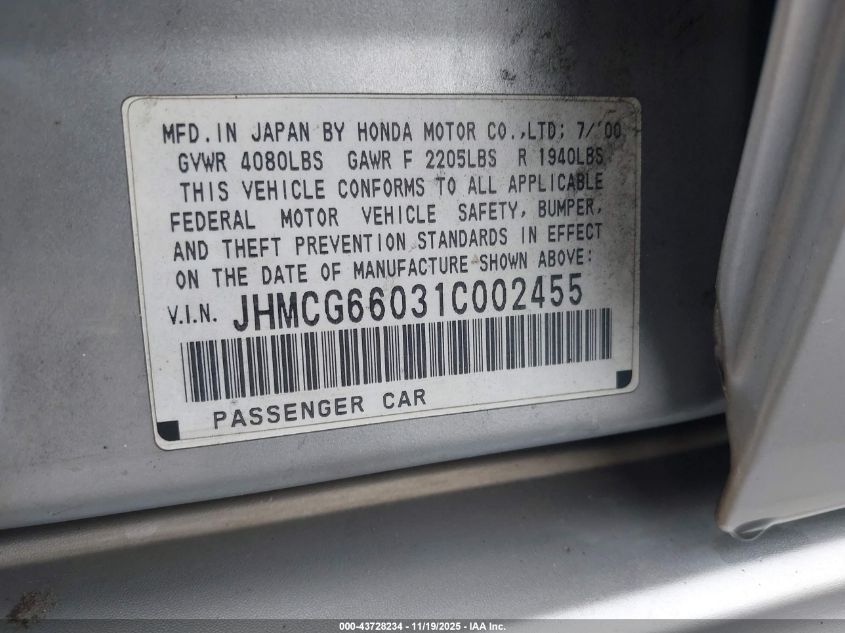 MFD.IN JAPAN BY HONDA MOTOR CO.,LTD; 7/'00
GVWR 4080LBS GAWR F 2205LBS R 1940LBS
THIS VEHICLE CONFORMS TO ALL APPLICABLE
FEDERAL MOTOR VEHICLE SAFETY, BUMPER,
AND THEFT PREVENTION STANDARDS IN EFFECT
ON THE DATE OF MANUFACTURE SHOWN ABOVE:
V.I.N. JHMCG66031C002455
PASSENGER CAR
000-43728234 - 11/19/2025 - IAA Inc.